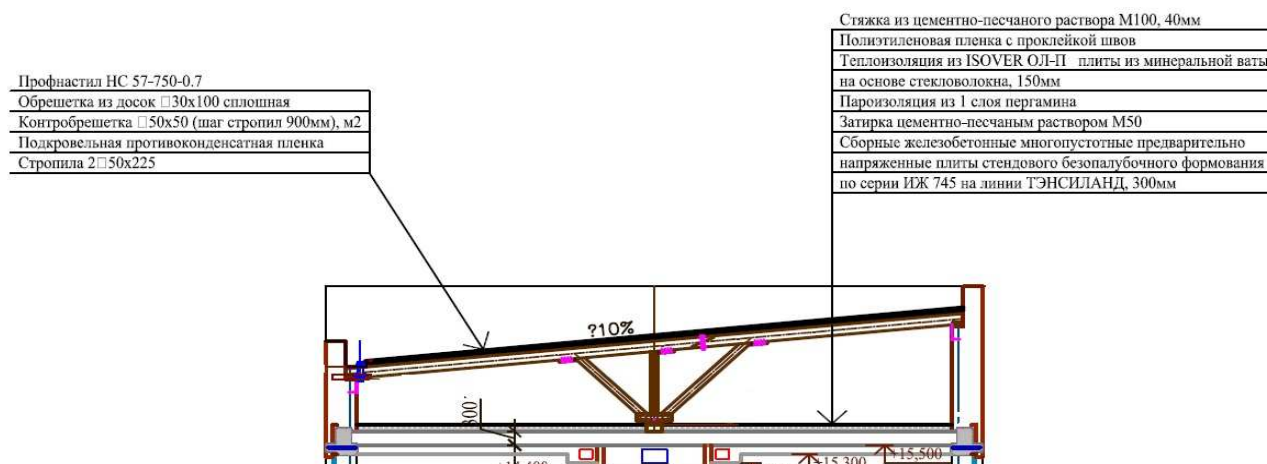 Профнастил НС 57-750-0.7
Обрешетка из досок □30х100 сплошная
Контробрешетка □50х50 (шаг стропил 900мм), м2
Подкровельная противоконденсатная пленка
Стропила 2□50х225
Стяжка из цементно-песчаного раствора М100, 40мм
Полиэтиленовая пленка с проклейкой швов
Теплоизоляция из ISOVER ОЛ-П плиты из минеральной ваты
на основе стекловолокна, 150мм
Пароизоляция из 1 слоя пергамина
Затирка цементно-песчаным раствором М50
Сборные железобетонные многопустотные предварительно
напряженные плиты стендового безопалубочного формования
по серии ИЖ 745 на линии ТЭНСИЛАНД, 300мм
?10%
300
+15,500
+15,300